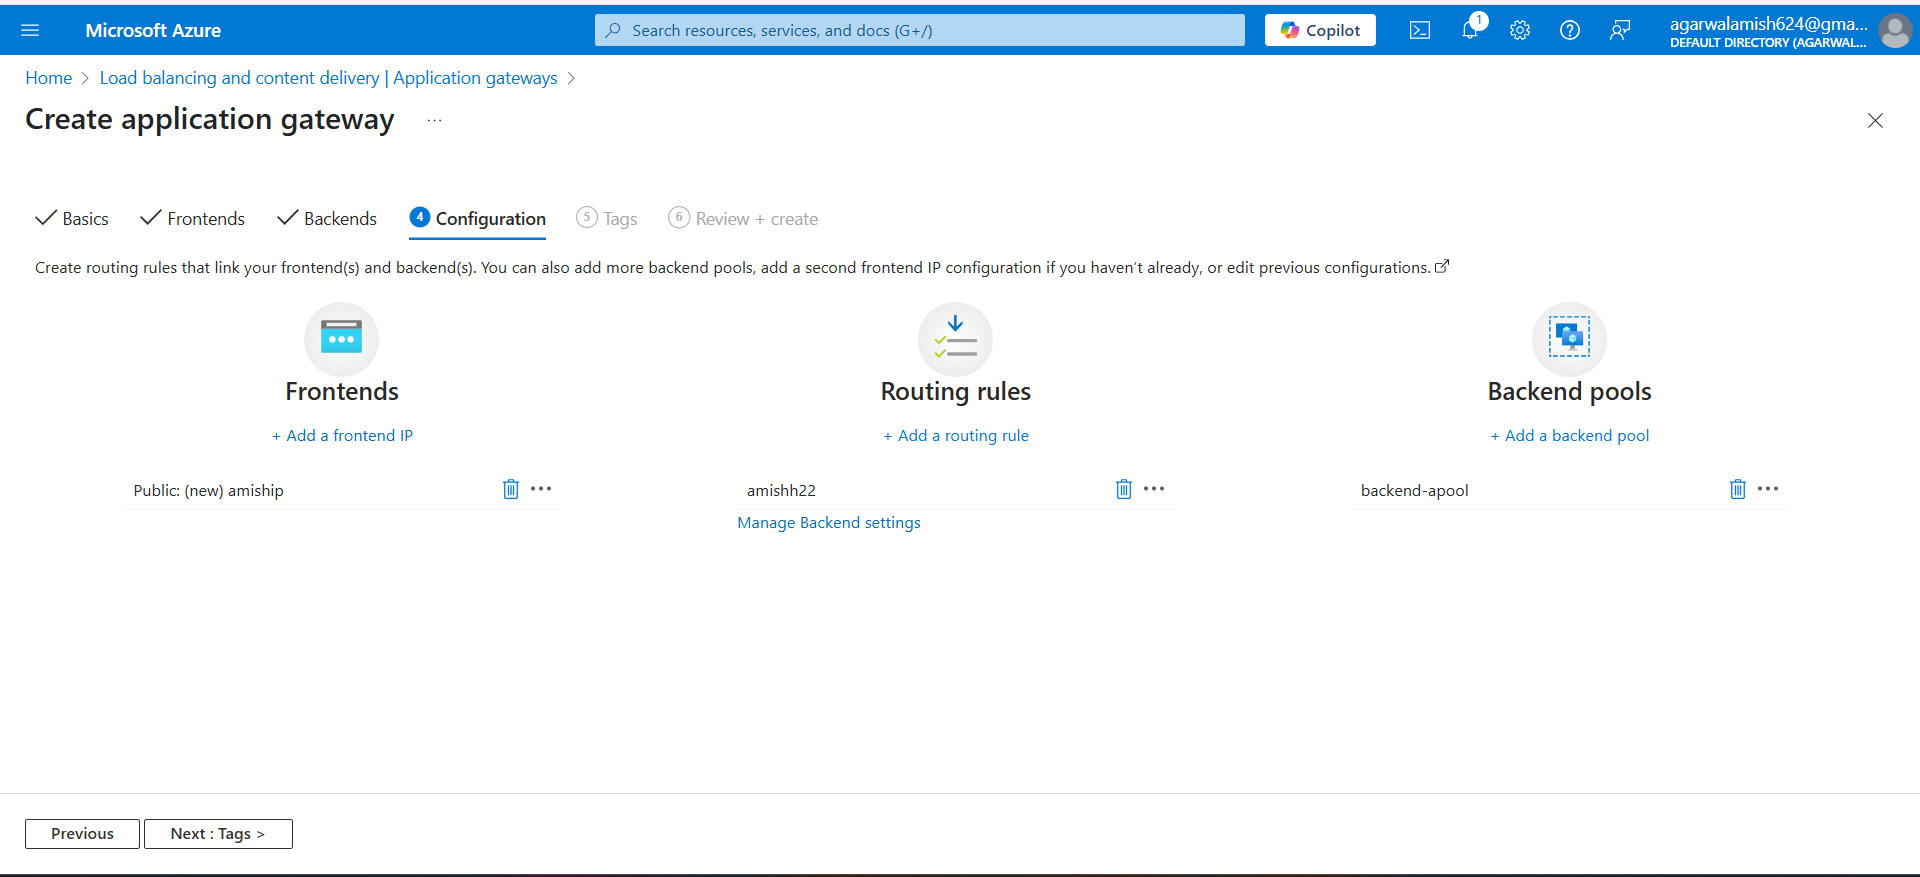 Microsoft Azure
Search resources, services, and docs (G+/)
Copilot
1
agarwalamish624@gma...
DEFAULT DIRECTORY (AGARWAL...
Home > Load balancing and content delivery | Application gateways >
Create application gateway ...
Basics Frontends Backends 4 Configuration 5 Tags 6 Review + create
Create routing rules that link your frontend(s) and backend(s). You can also add more backend pools, add a second frontend IP configuration if you haven't already, or edit previous configurations.
Frontends
+ Add a frontend IP
Public: (new) amiship
Routing rules
+ Add a routing rule
amishh22
Manage Backend settings
Backend pools
+ Add a backend pool
backend-apool
Previous
Next : Tags >